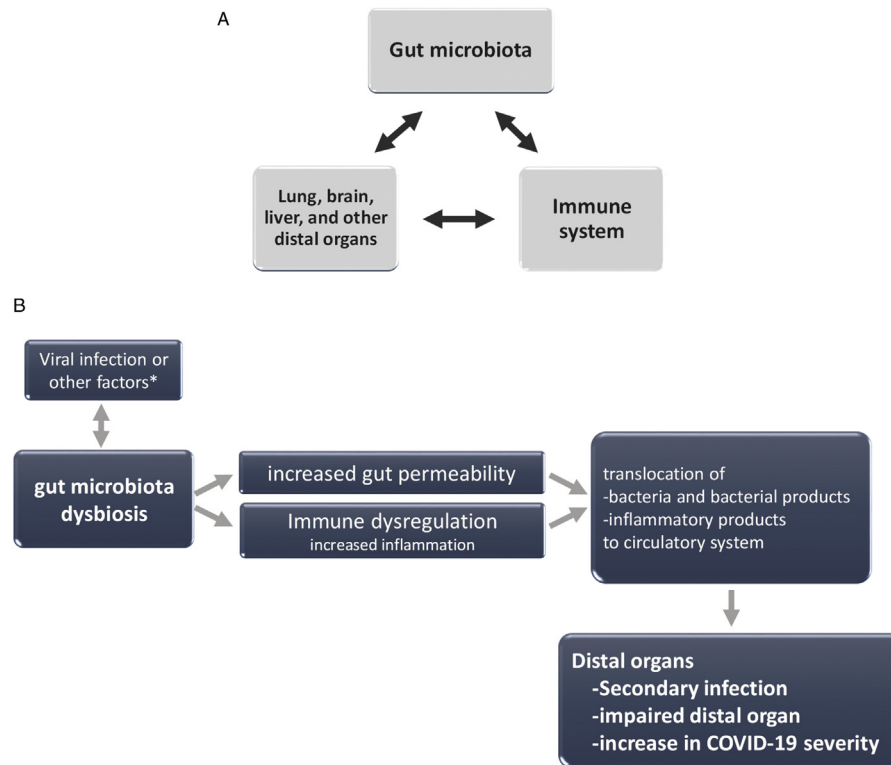 A
Gut microbiota
Lung, brain,
liver, and other
distal organs
Immune
system
B
Viral infection or
other factors*
gut microbiota
dysbiosis
increased gut permeability
Immune dysregulation
increased inflammation
translocation of
-bacteria and bacterial products
-inflammatory products
to circulatory system
Distal organs
-Secondary infection
-impaired distal organ
-increase in COVID-19 severity